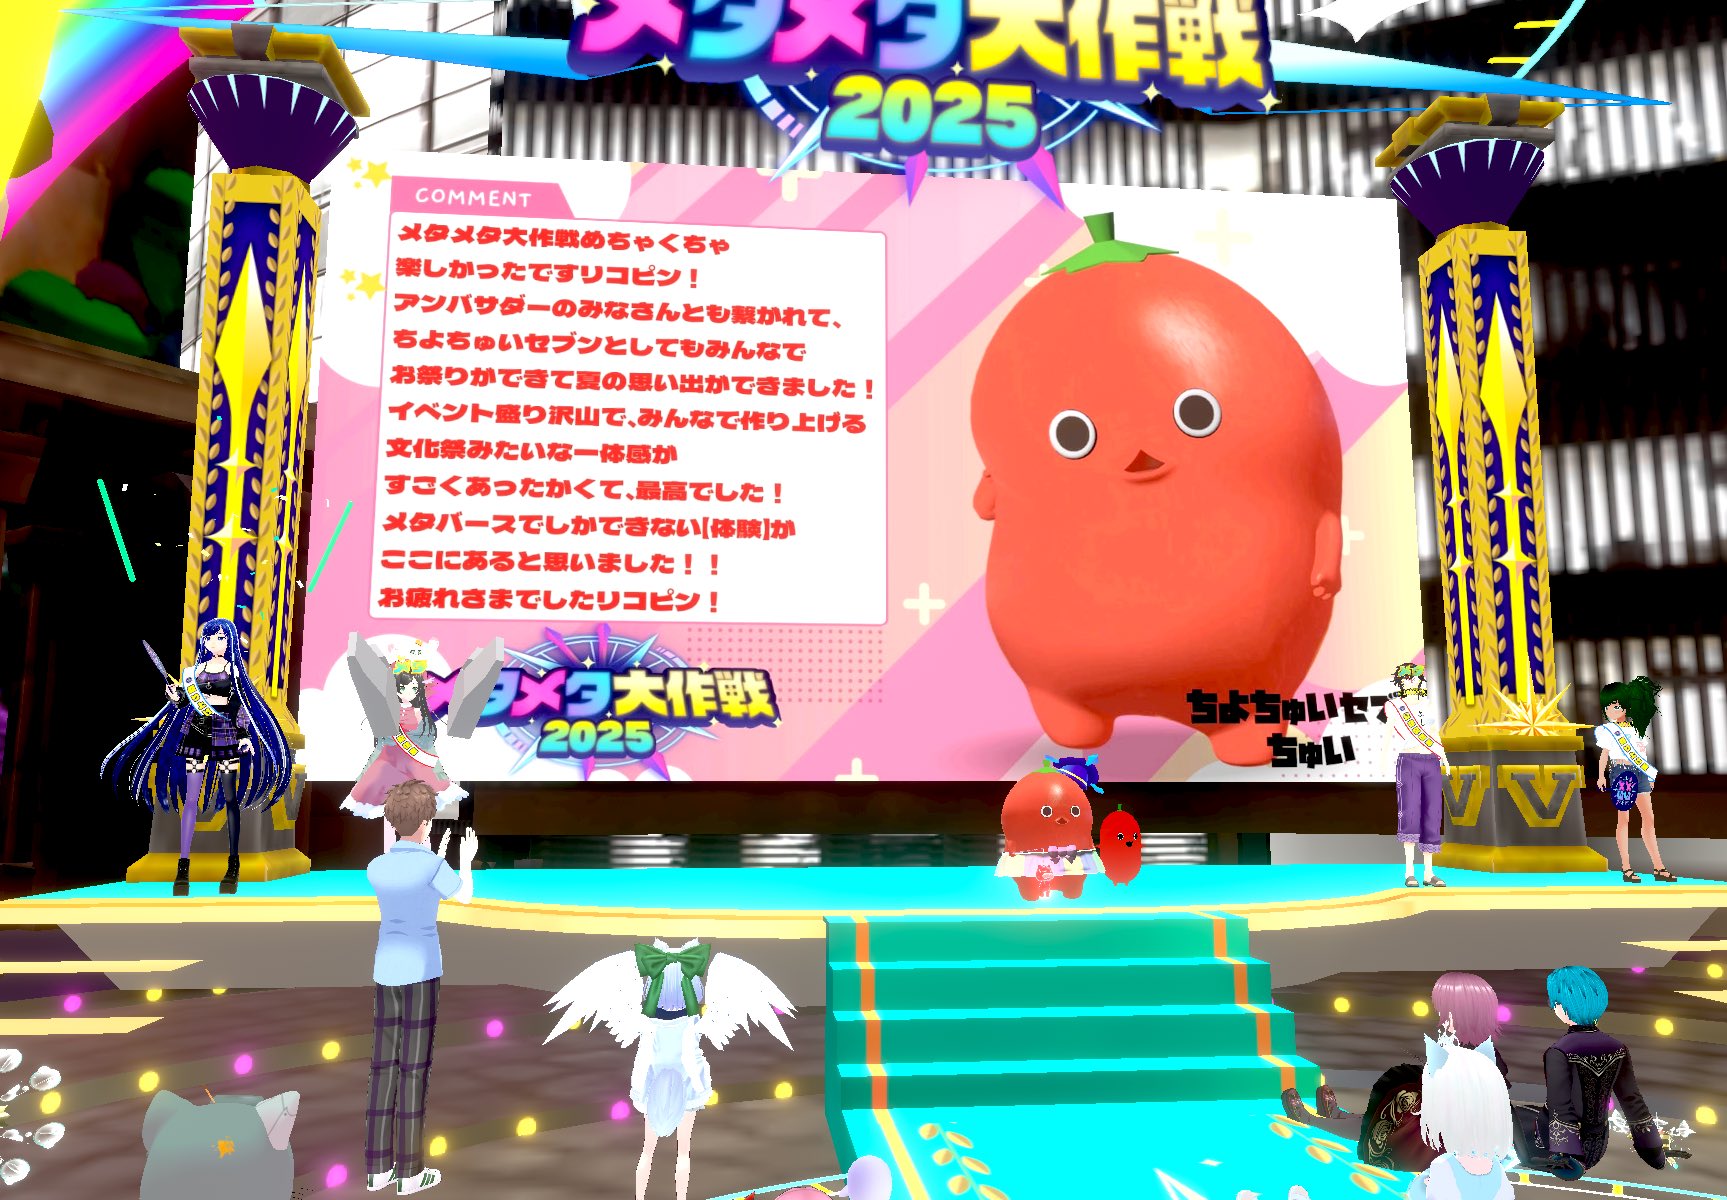 メタメタ大作戦
2025
COMMENT
メタメタ大作戦めちゃくちゃ
楽しかったですリコピン！
アンバサダーのみなさんとも繋がれて、
ちよちゅいセブンとしてもみんなで
お祭りができて夏の思い出ができました！
イベント盛り沢山で、みんなで作り上げる
文化祭みたいな一体感が
すごくあったかくて、最高でした！
メタバースでしかできない[体験]が
ここにあると思いました！！
お疲れさまでしたリコピン！
メタメタ大作戦
2025
ちよちゅいセブ
ちゅい